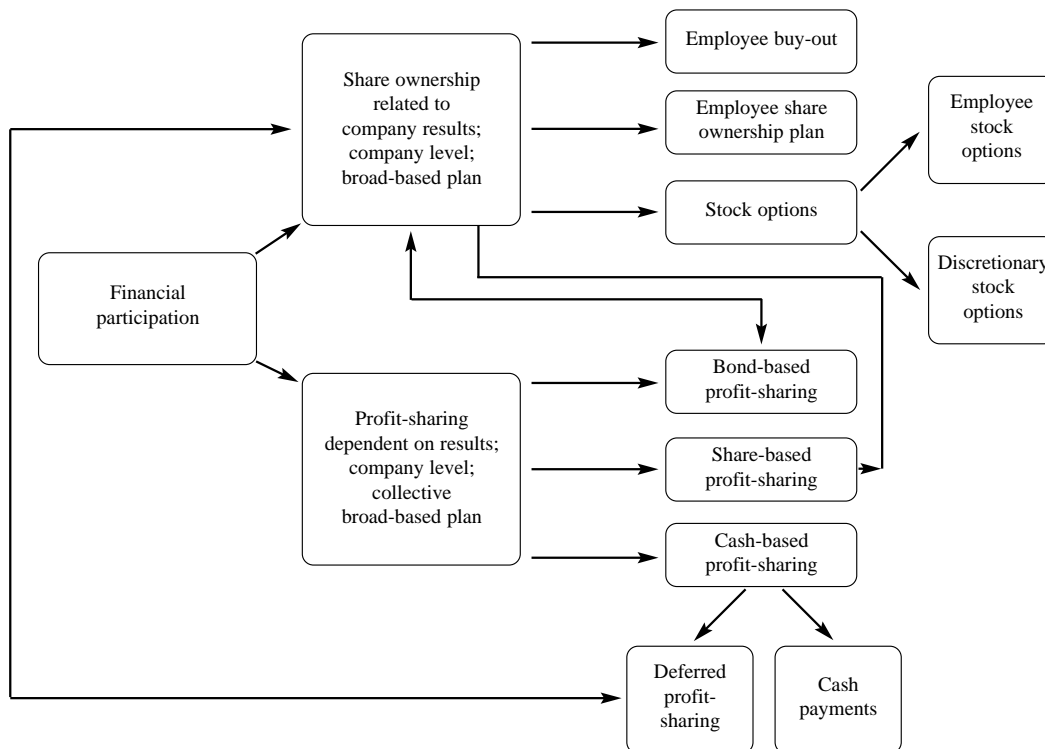 Employee buy-out
Share ownership
related to
company results;
company level;
broad-based plan
Employee share
ownership plan
Employee
stock
options
Stock options
Financial
participation
Discretionary
stock
options
Bond-based
profit-sharing
Profit-sharing
dependent on results;
company level;
collective
broad-based plan
Share-based
profit-sharing
Cash-based
profit-sharing
Deferred
profit-
sharing
Cash
payments